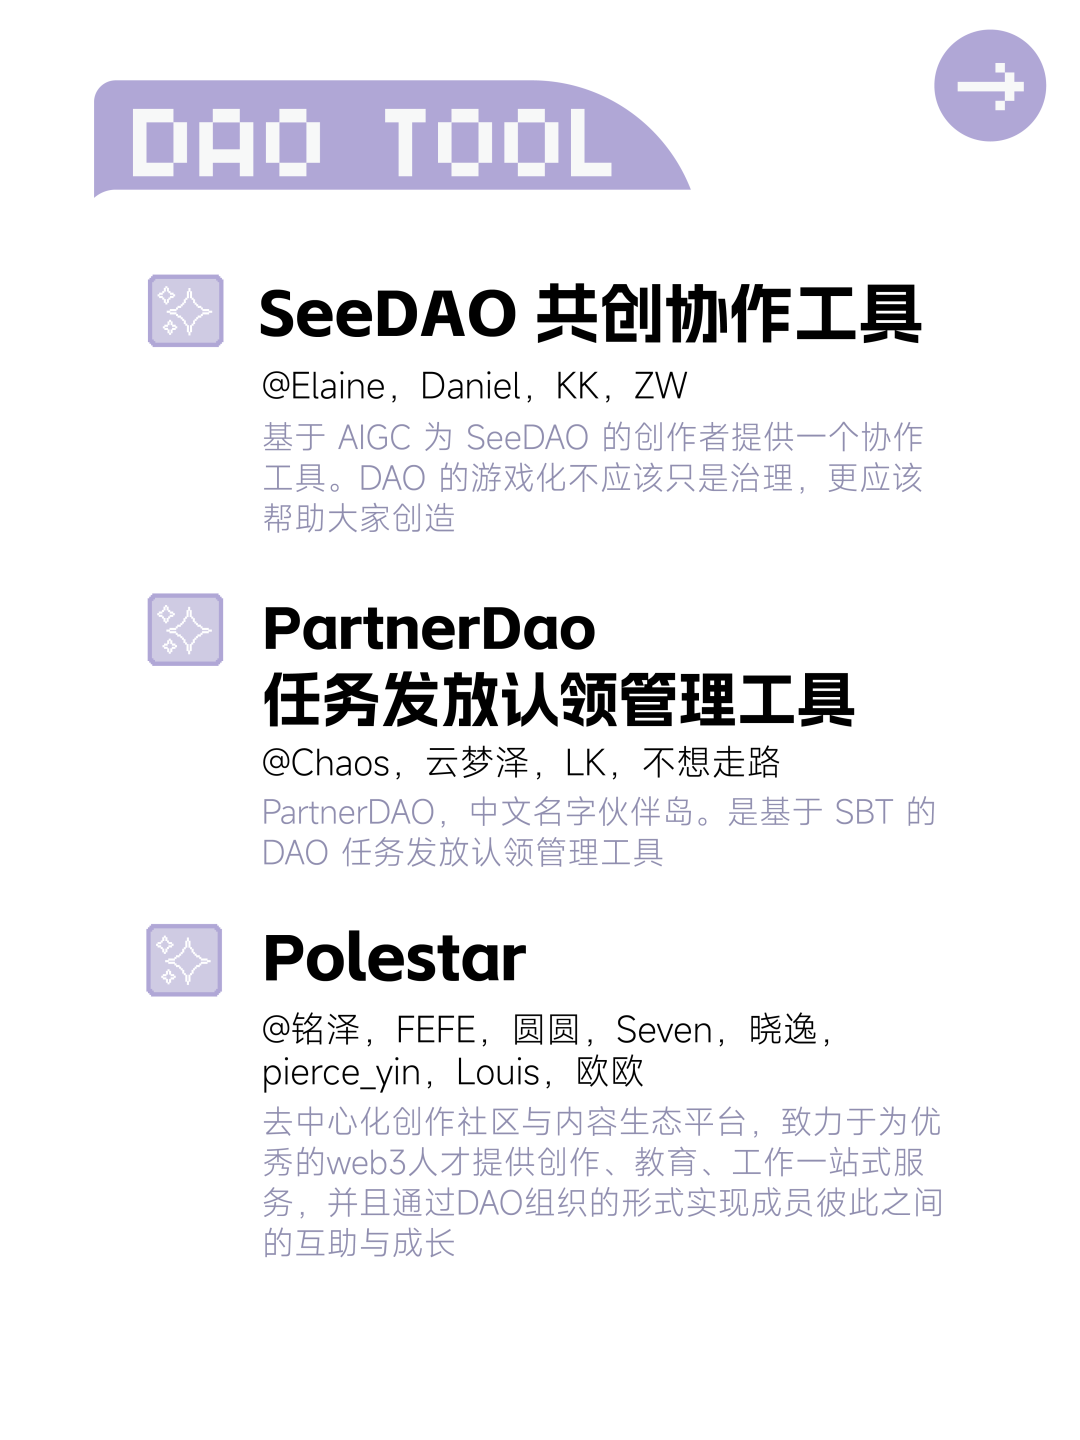 DAO TOOL
SeeDAO 共创协作工具
@Elaine，Daniel，KK，ZW
基于 AIGC 为 SeeDAO 的创作者提供一个协作
工具。DAO 的游戏化不应该只是治理，更应该
帮助大家创造
PartnerDao
任务发放认领管理工具
@Chaos，云梦泽，LK，不想走路
PartnerDAO，中文名字伙伴岛。是基于 SBT 的
DAO 任务发放认领管理工具
Polestar
@铭泽，FEFE，圆圆，Seven，晓逸，
pierce_yin，Louis，欧欧
去中心化创作社区与内容生态平台，致力于为优
秀的web3人才提供创作、教育、工作一站式服
务，并且通过DAO组织的形式实现成员彼此之间
的互助与成长